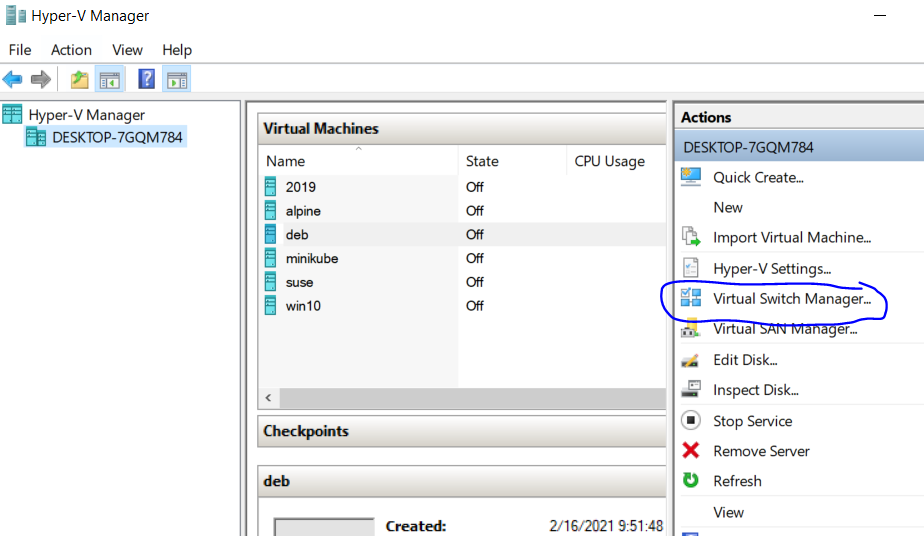 Hyper-V Manager
File Action View Help
Hyper-V Manager
DESKTOP-7GQM784
Virtual Machines
Name State CPU Usage
2019 Off
alpine Off
deb Off
minikube Off
suse Off
win10 Off
Checkpoints
deb
Created: 2/16/2021 9:51:48
Actions
DESKTOP-7GQM784
Quick Create...
New
Import Virtual Machine...
Hyper-V Settings...
Virtual Switch Manager...
Virtual SAN Manager...
Edit Disk...
Inspect Disk...
Stop Service
Remove Server
Refresh
View